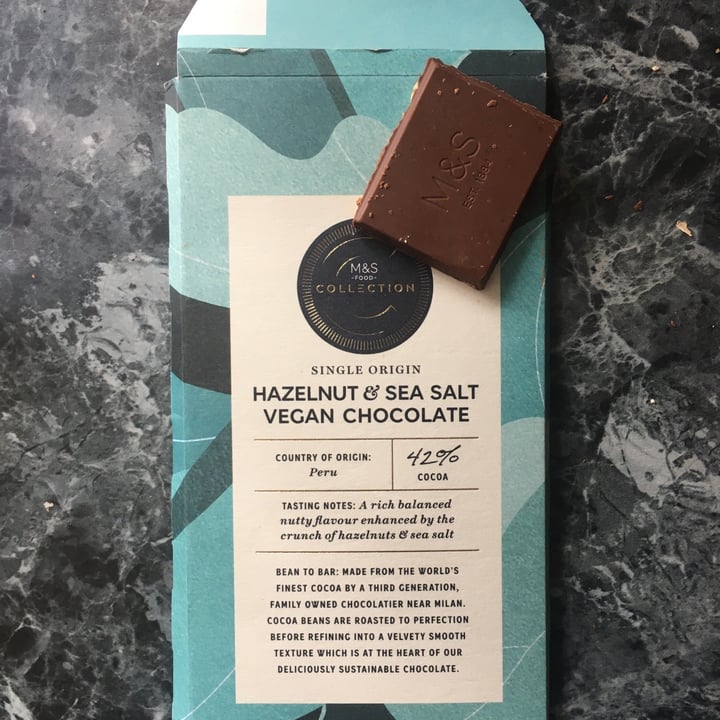 M&S
EST. 1884
M&S
FOOD
COLLECTION
SINGLE ORIGIN
HAZELNUT & SEA SALT
VEGAN CHOCOLATE
COUNTRY OF ORIGIN:
Peru
42%
COCOA
TASTING NOTES: A rich balanced
nutty flavour enhanced by the
crunch of hazelnuts & sea salt
BEAN TO BAR: MADE FROM THE WORLD'S
FINEST COCOA BY A THIRD GENERATION,
FAMILY OWNED CHOCOLATIER NEAR MILAN.
COCOA BEANS ARE ROASTED TO PERFECTION
BEFORE REFINING INTO A VELVETY SMOOTH
TEXTURE WHICH IS AT THE HEART OF OUR
DELICIOUSLY SUSTAINABLE CHOCOLATE.